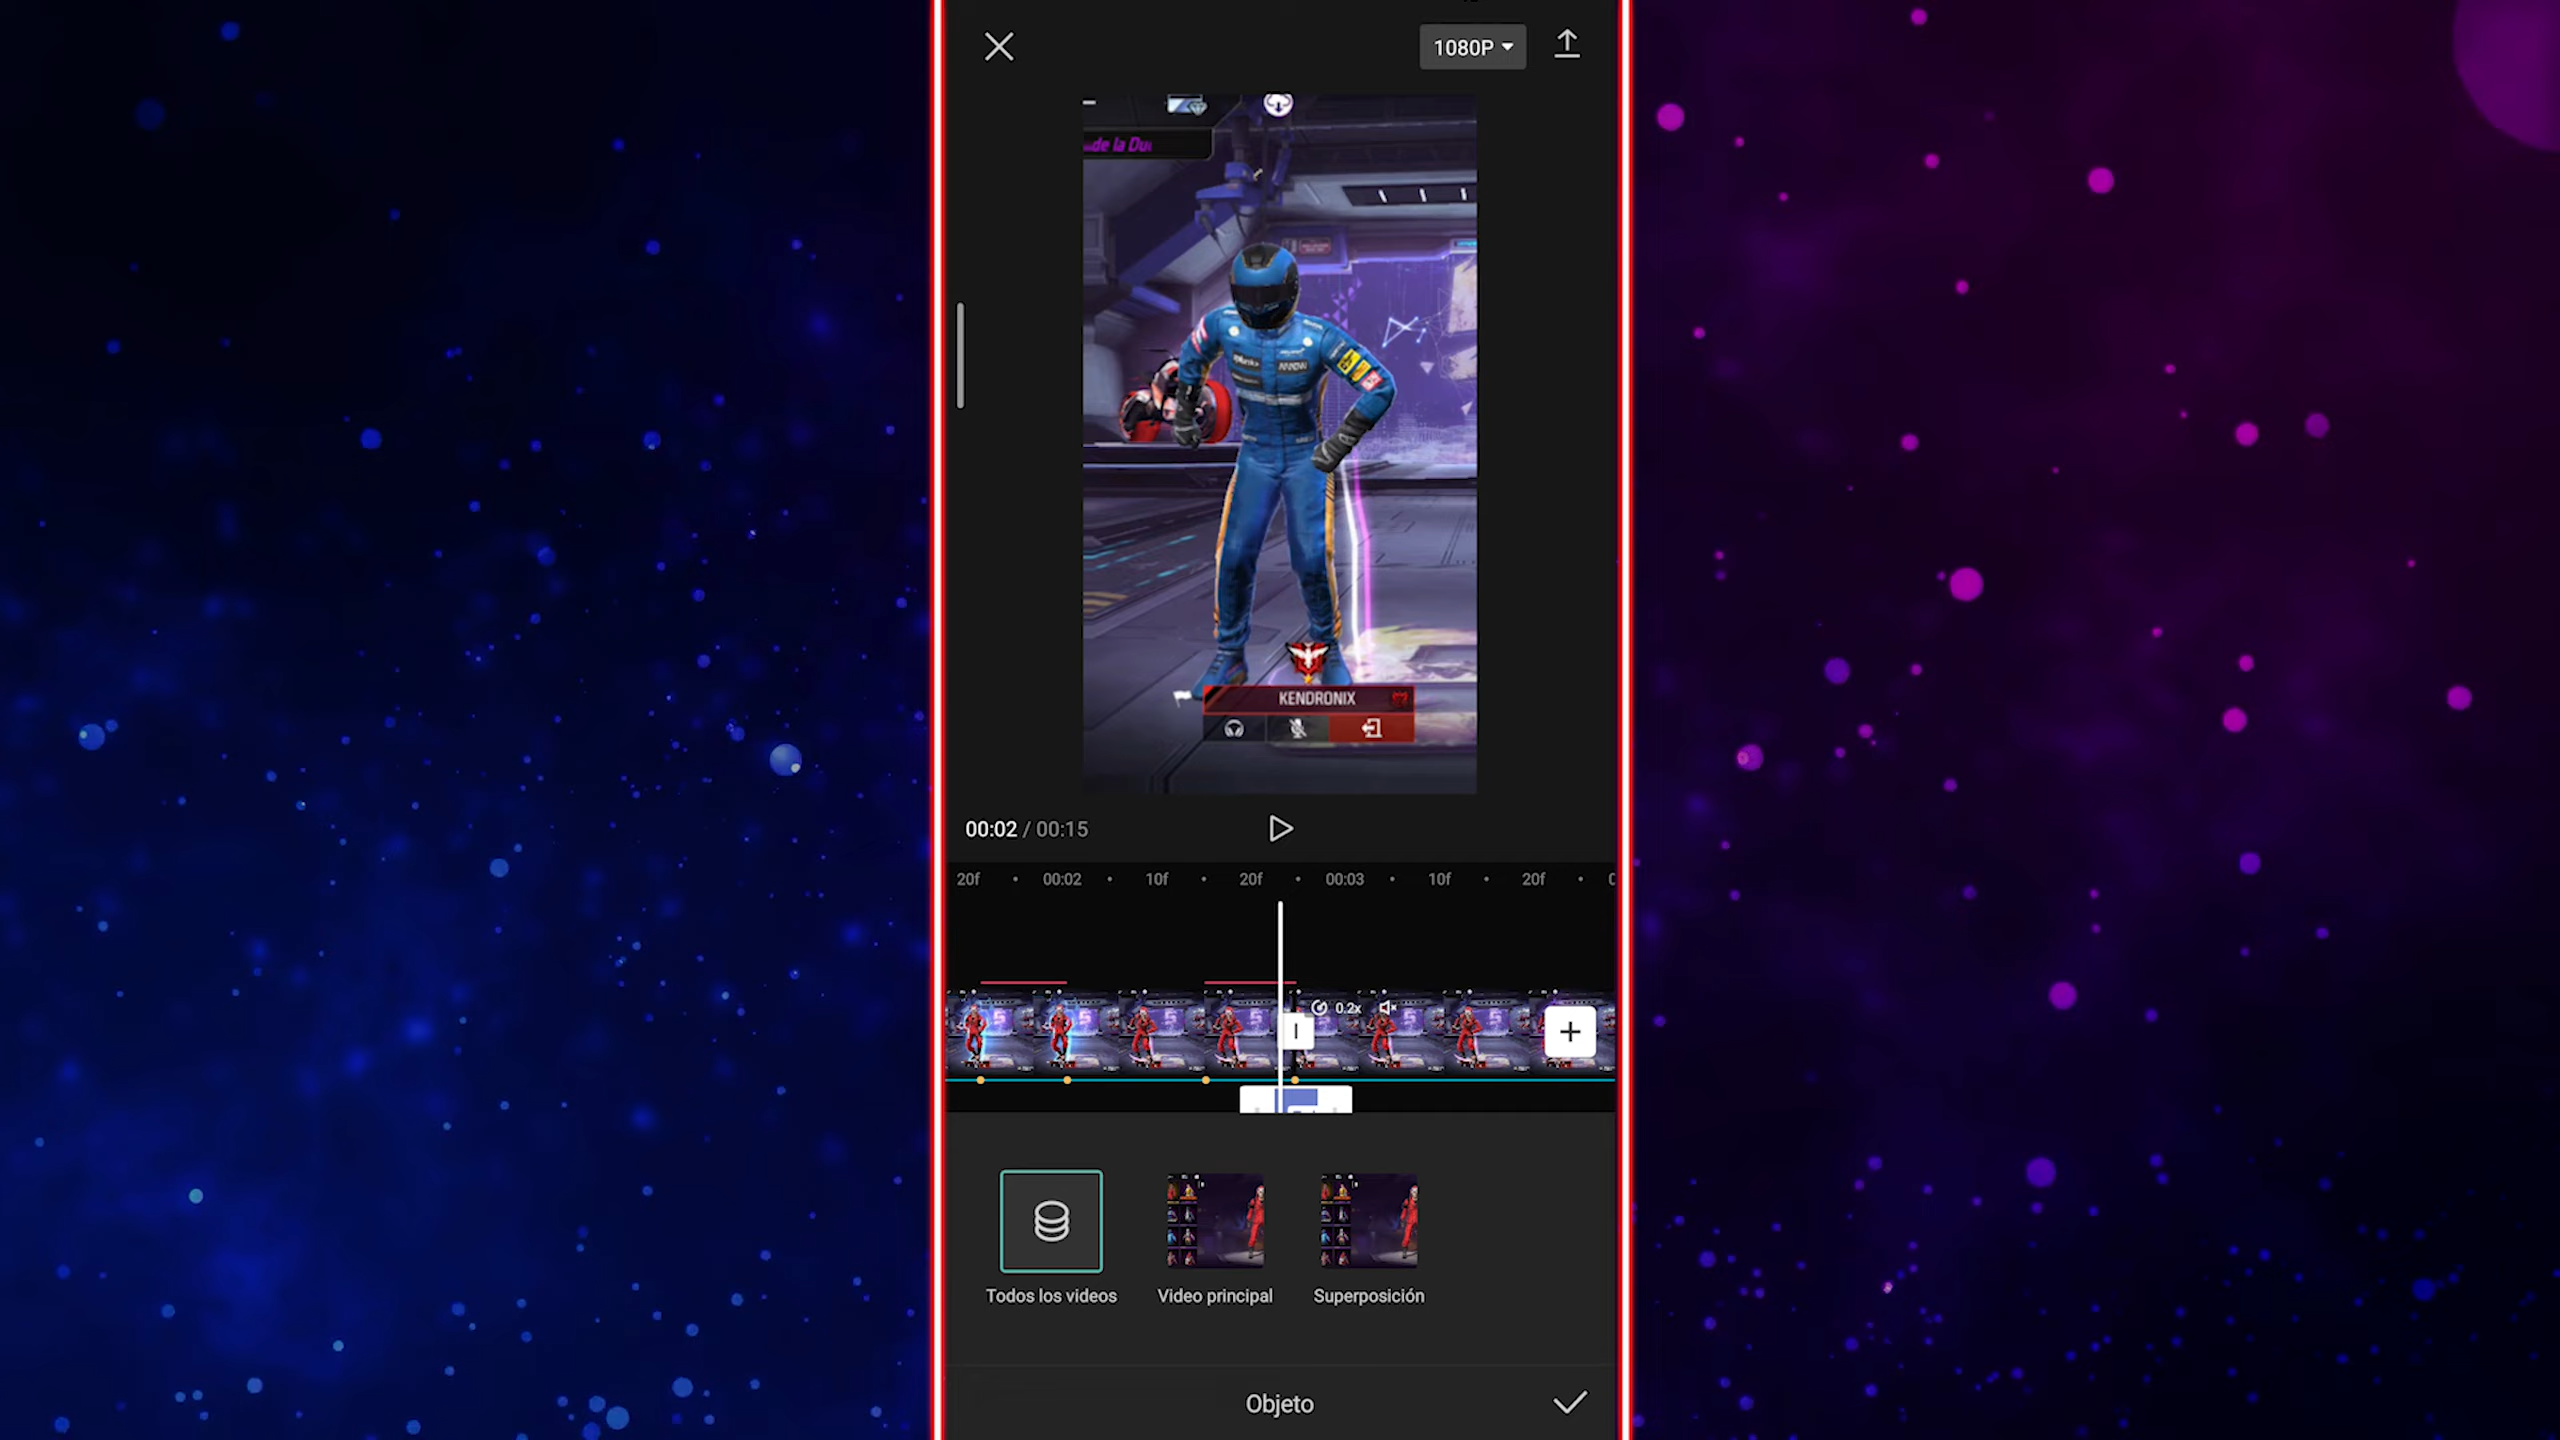 1080P
de la Du
KENDRONIX
00:02 / 00:15
20f 00:02 10f 20f 00:03 10f 20f
0.2x
Todos los videos
Video principal
Superposición
Objeto